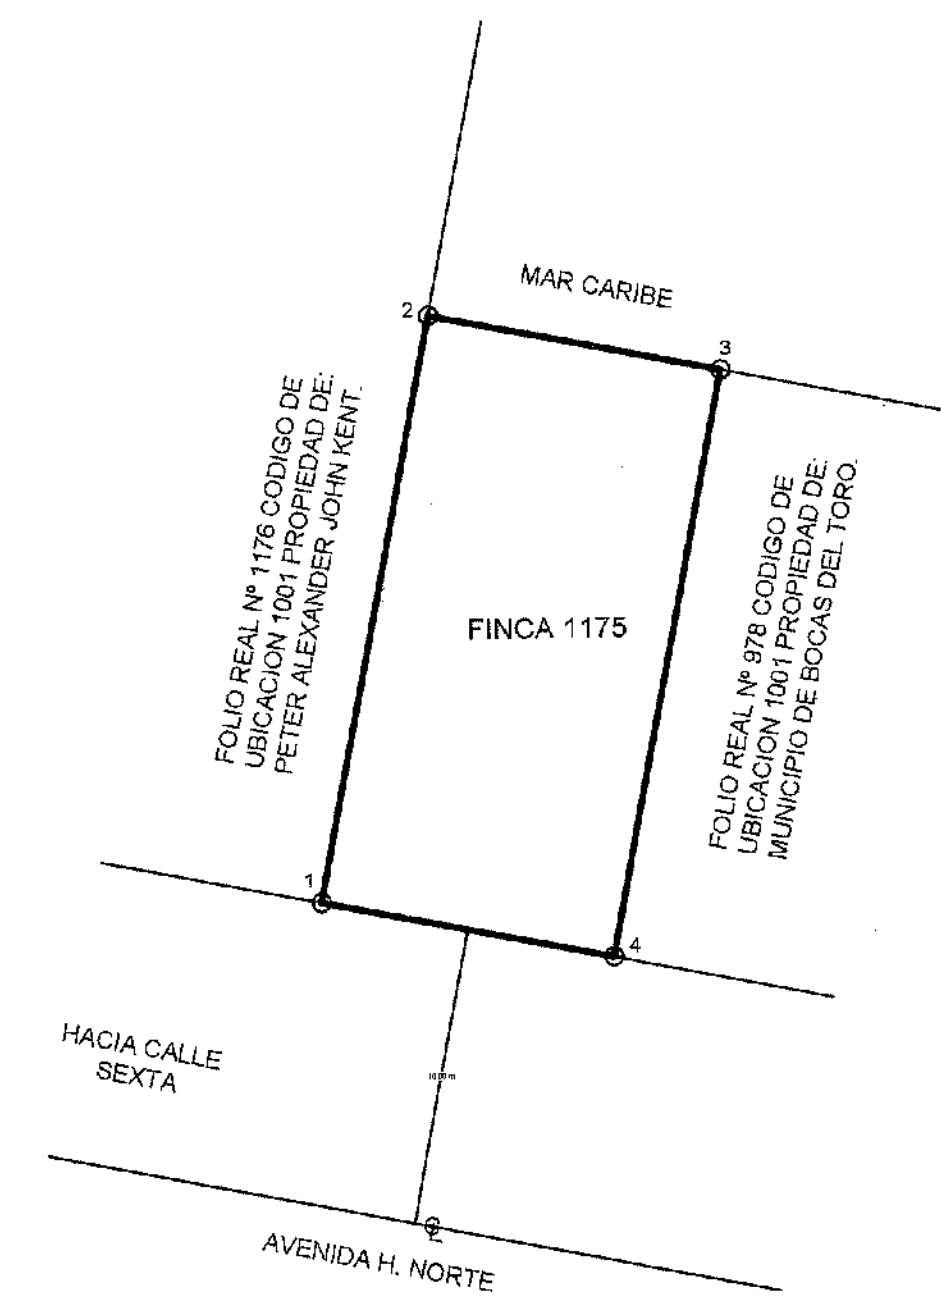 MAR CARIBE
2
3
FOLIO REAL Nº 1176 CODIGO DE
UBICACION 1001 PROPIEDAD DE:
PETER ALEXANDER JOHN KENT.
FINCA 1175
FOLIO REAL Nº 978 CODIGO DE
UBICACION 1001 PROPIEDAD DE:
MUNICIPIO DE BOCAS DEL TORO.
1
4
HACIA CALLE
SEXTA
AVENIDA H. NORTE